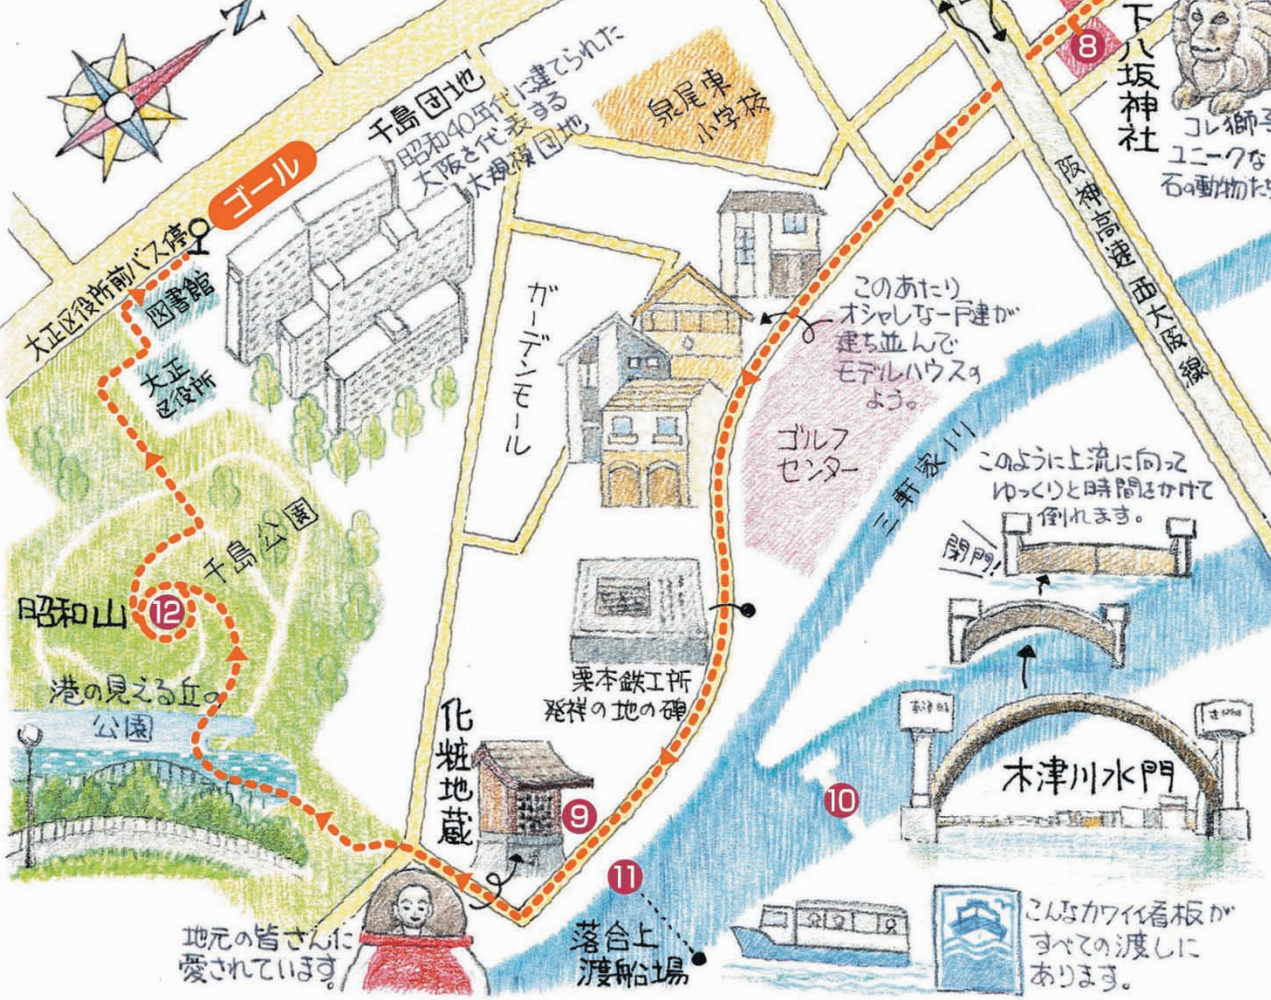 N
ゴール
大正区役所前バス停
千島団地
昭和40年代に建てられた
大阪を代表する
大規模団地
泉尾東
小学校
8
下八坂神社
コレ獅子
ユニークな
石の動物たち
阪神高速 西大阪線
図書館
大正
区役所
ガーデンモール
このあたり
オシャレな一戸建が
建ち並んで
モデルハウスの
よう。
ゴルフ
センター
三軒家川
このように上流に向って
ゆっくりと時間をかけて
倒れます。
閉門!
千島公園
昭和山
12
港の見える丘の
公園
栗本鉄工所
発祥の地の碑
化粧地蔵
9
10
木津川水門
11
落合上
渡船場
地元の皆さんに
愛されています。
こんなカワイイ看板が
すべての渡しに
あります。